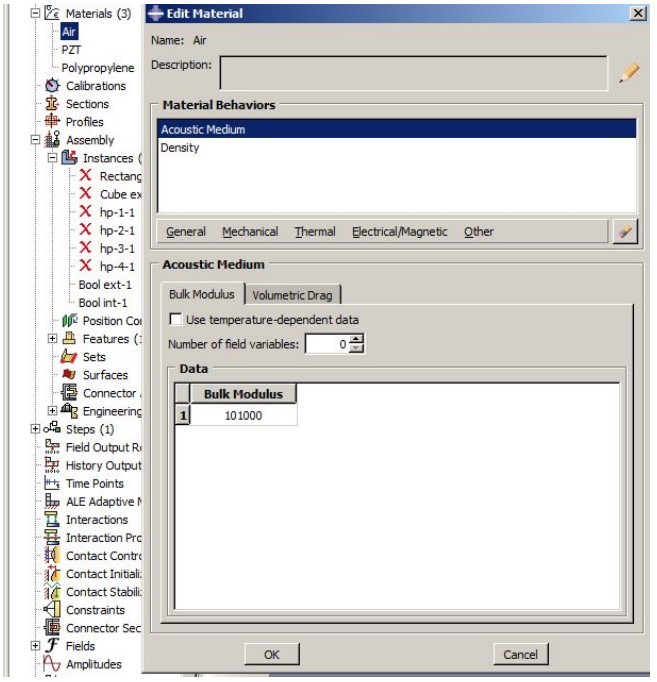 Materials (3)
Air
PZT
Polypropylene
Calibrations
Sections
Profiles
Assembly
Instances (
Rectang
Cube ex
hp-1-1
hp-2-1
hp-3-1
hp-4-1
Bool ext-1
Bool int-1
Position Co
Features (
Sets
Surfaces
Connector
Engineering
Steps (1)
Field Output R
History Output
Time Points
ALE Adaptive M
Interactions
Interaction Pro
Contact Contro
Contact Initiali
Contact Stabili
Constraints
Connector Sec
Fields
Amplitudes
Edit Material
Name: Air
Description:
Material Behaviors
Acoustic Medium
Density
General Mechanical Thermal Electrical/Magnetic Other
Acoustic Medium
Bulk Modulus Volumetric Drag
Use temperature-dependent data
Number of field variables: 0
Data
Bulk Modulus
1 101000
OK Cancel